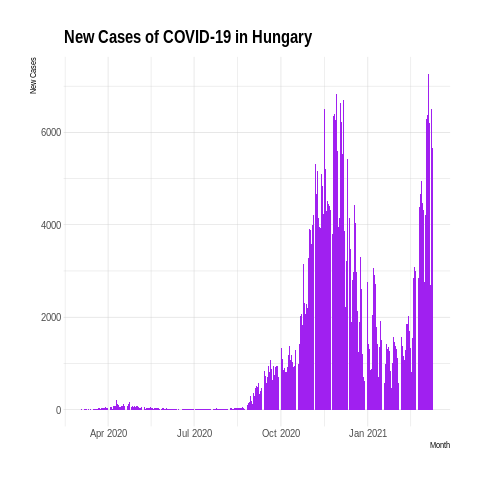 New Cases of COVID-19 in Hungary
New Cases
6000
4000
2000
0
Apr 2020 Jul 2020 Oct 2020 Jan 2021
Month